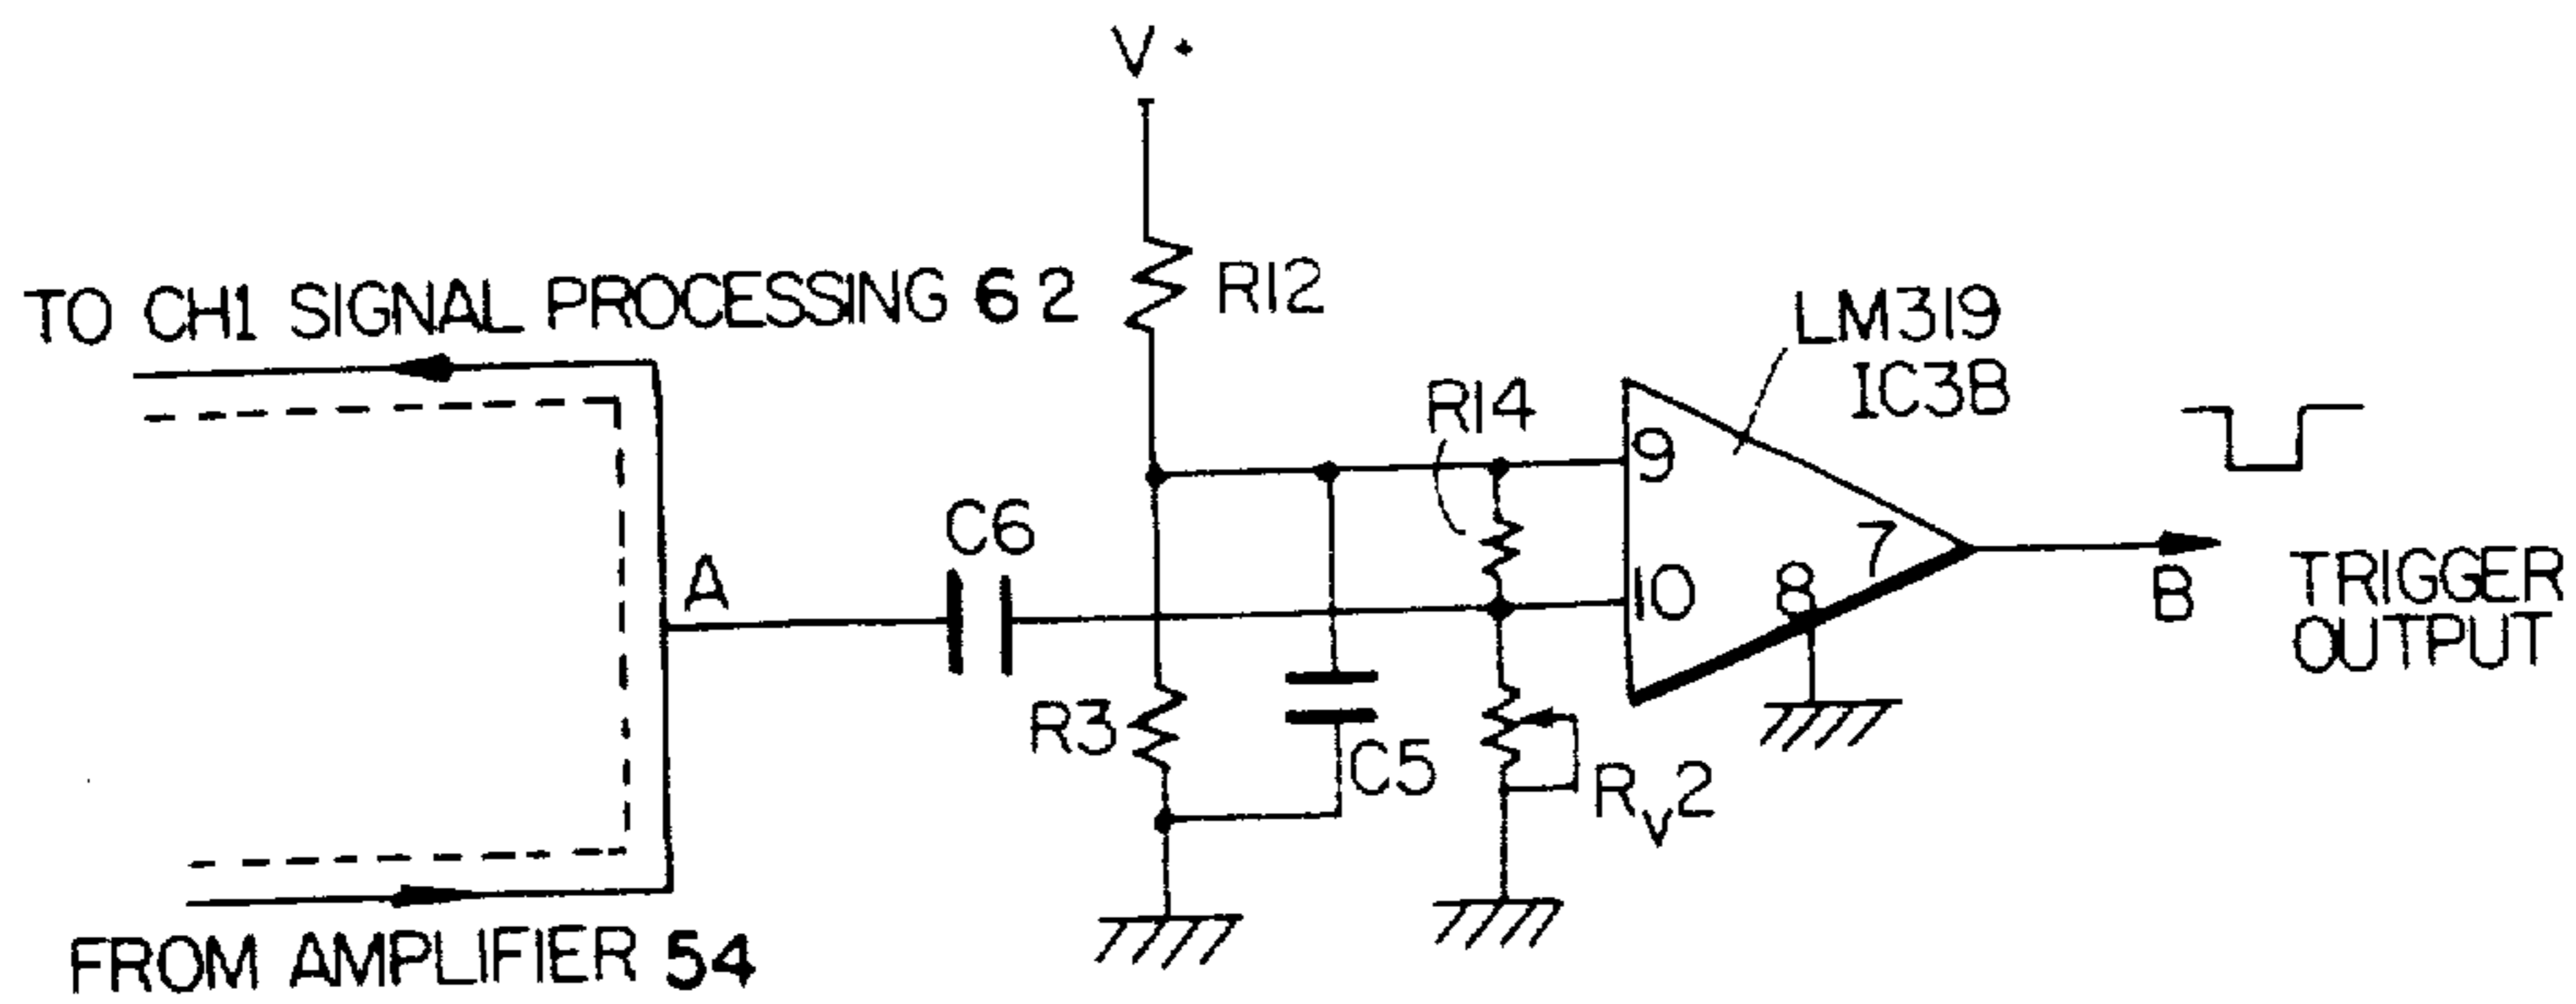 V+
R12
TO CH1 SIGNAL PROCESSING 62
LM319
IC3B
R14
9
C6
A
10
8
7
B
TRIGGER
OUTPUT
R3
C5
Rv2
FROM AMPLIFIER 54